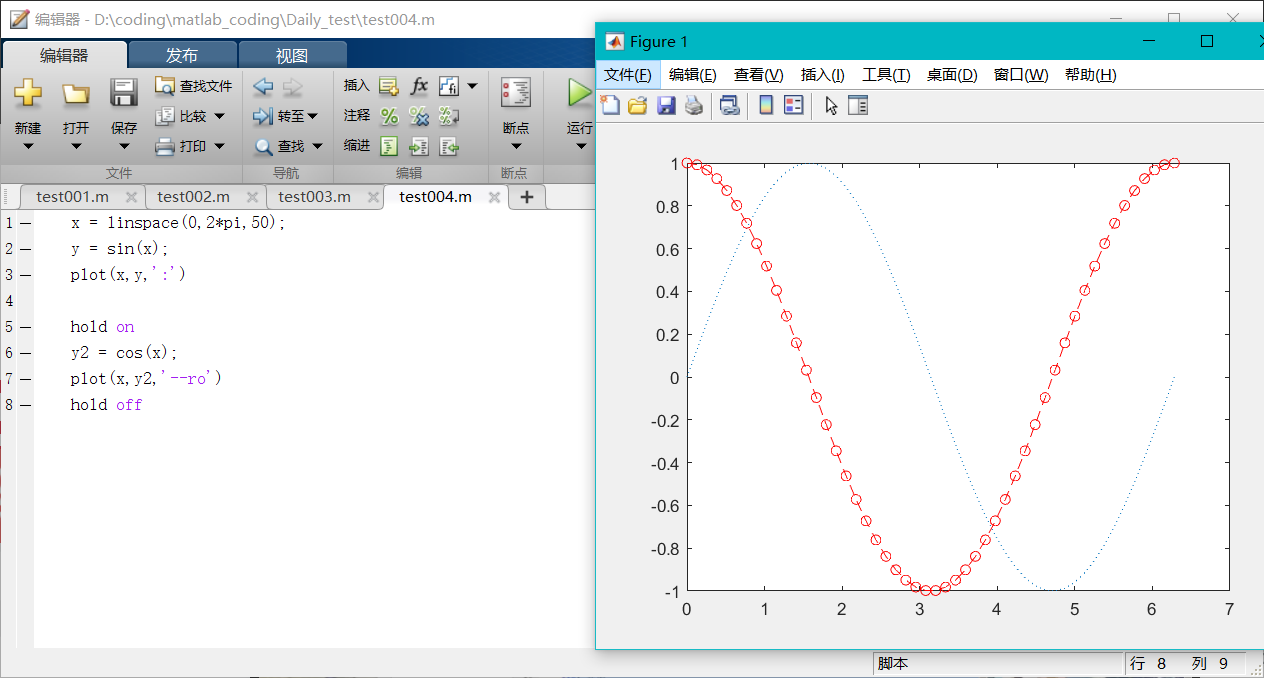 编辑器 - D:\coding\matlab_coding\Daily_test\test004.m
编辑器 发布 视图
新建 打开 保存 查找文件 比较 打印
文件
转至 查找
导航
插入 fx fi
注释 % % %
缩进
编辑
断点
断点
运行
test001.m test002.m test003.m test004.m +
1 x = linspace(0,2*pi,50);
2 y = sin(x);
3 plot(x,y,':')
4
5 hold on
6 y2 = cos(x);
7 plot(x,y2,'--ro')
8 hold off
Figure 1
文件(F) 编辑(E) 查看(V) 插入(I) 工具(T) 桌面(D) 窗口(W) 帮助(H)
1
0.8
0.6
0.4
0.2
0
-0.2
-0.4
-0.6
-0.8
-1
0 1 2 3 4 5 6 7
脚本 行 8 列 9